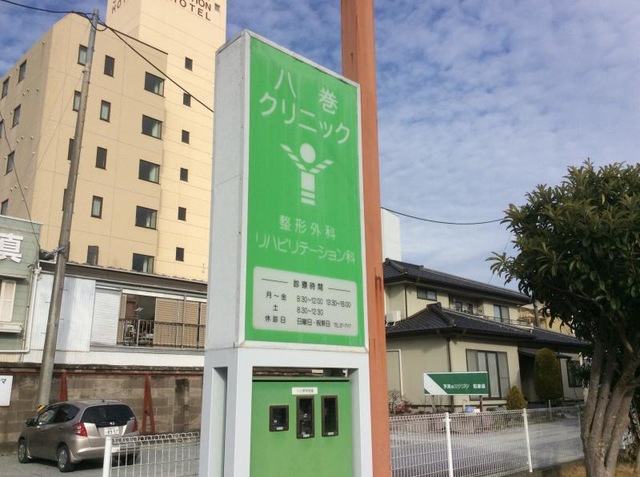 HOTEL
八巻
クリニック
整形外科
リハビリテーション科
診療時間
月～金 8:30~12:00 13:30~18:00
土 8:30~12:30
休診日 日曜日・祝祭日
真